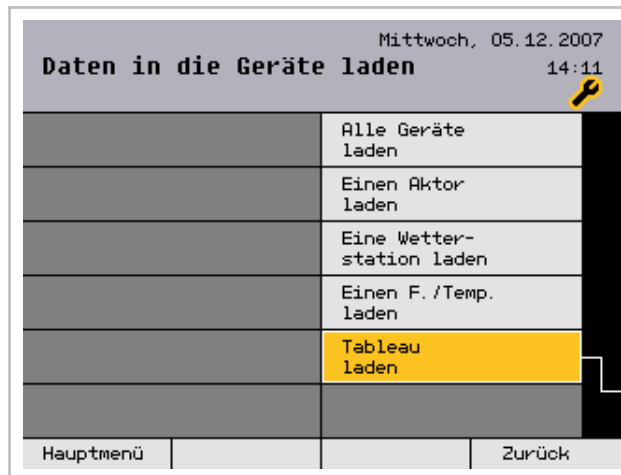 Mittwoch, 05.12.2007
Daten in die Geräte laden
14:11
Alle Geräte
laden
Einen Aktor
laden
Eine Wetter-
station laden
Einen F./Temp.
laden
Tableau
laden
Hauptmenü
Zurück